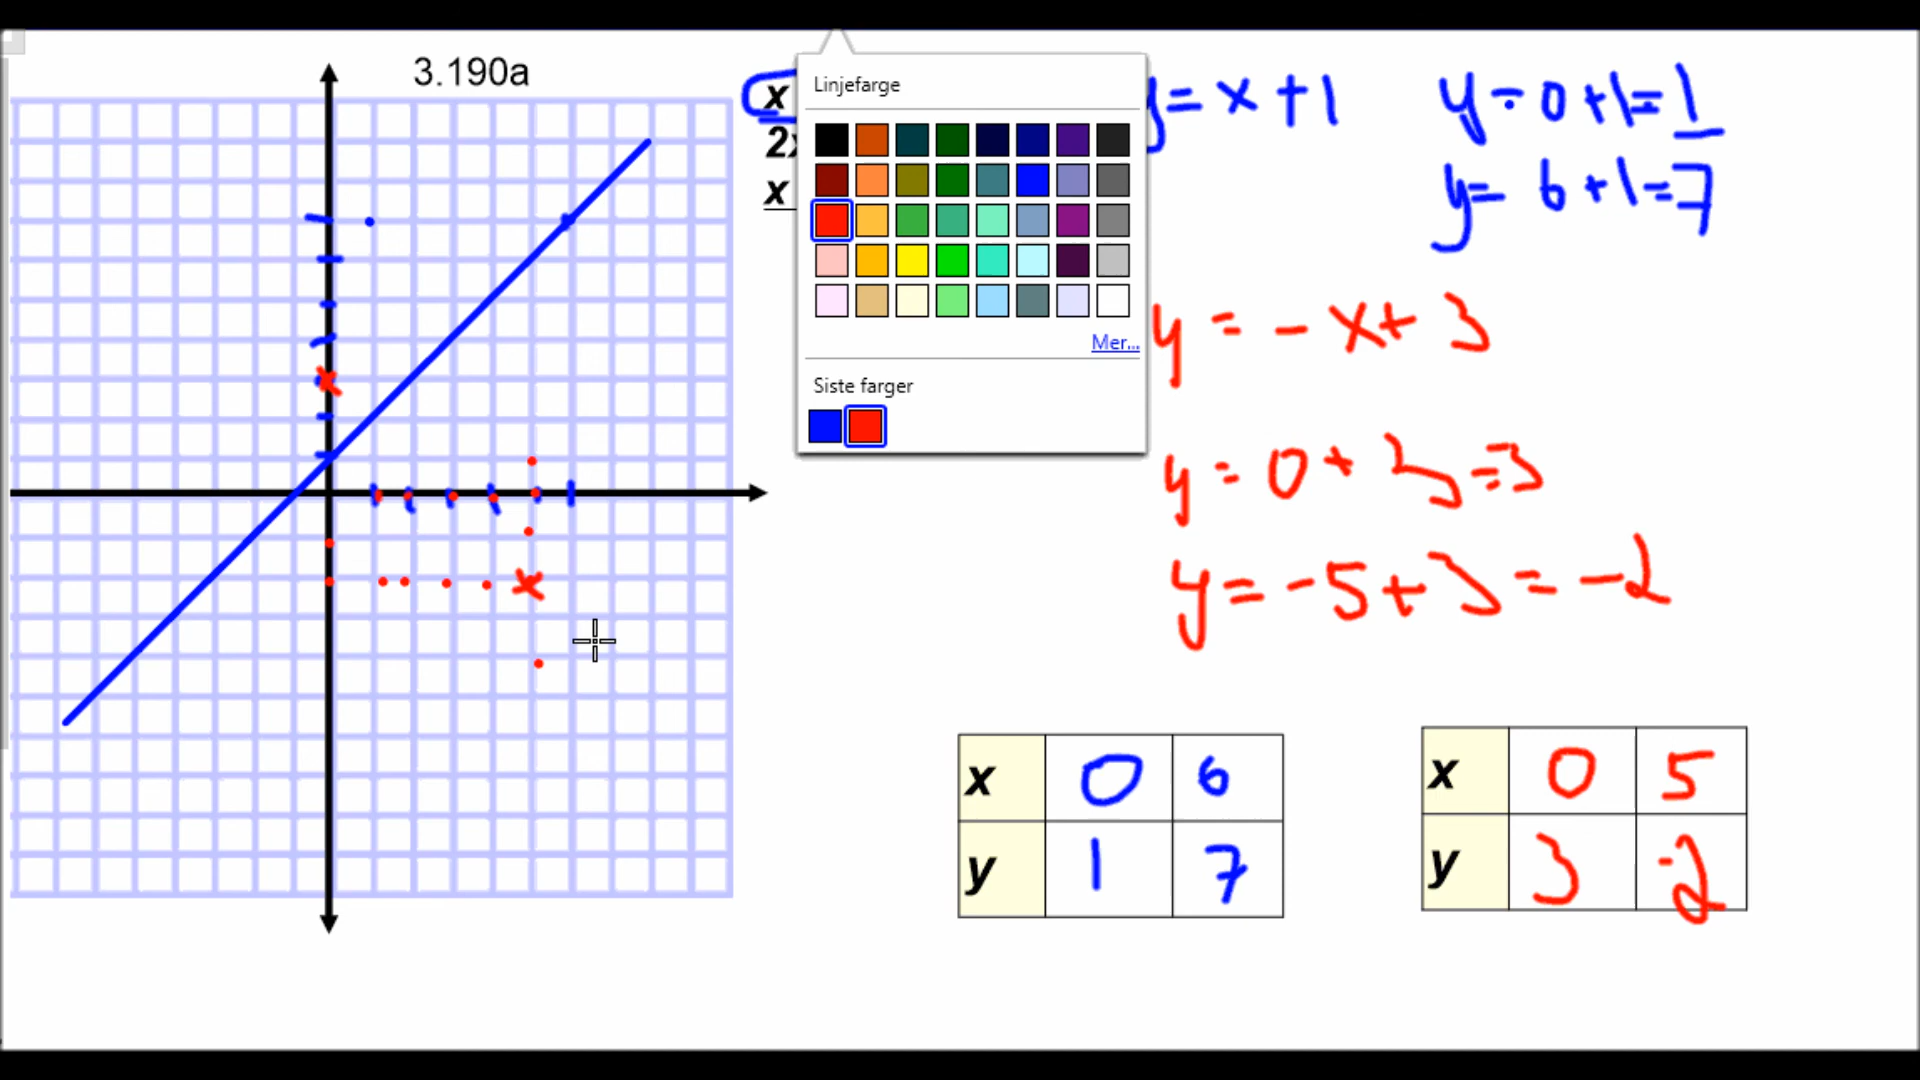 3.190a
x
2x
x
Linjefarge
Mer...
Siste farger
y = x + 1
y = 0 + 1 = 1
y = 6 + 1 = 7
y = - x + 3
y = 0 + 3 = 3
y = -5 + 3 = -2
x 0 6
y 1 7
x 0 5
y 3 -2